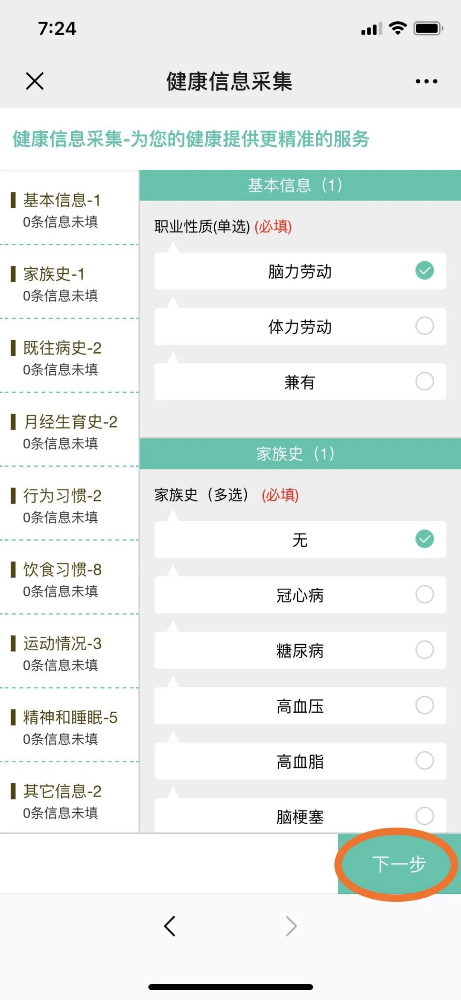 7:24
健康信息采集
健康信息采集-为您的健康提供更精准的服务
基本信息-1
0条信息未填
家族史-1
0条信息未填
既往病史-2
0条信息未填
月经生育史-2
0条信息未填
行为习惯-2
0条信息未填
饮食习惯-8
0条信息未填
运动情况-3
0条信息未填
精神和睡眠-5
0条信息未填
其它信息-2
0条信息未填
基本信息（1）
职业性质(单选) (必填)
脑力劳动
体力劳动
兼有
家族史（1）
家族史（多选） (必填)
无
冠心病
糖尿病
高血压
高血脂
脑梗塞
下一步